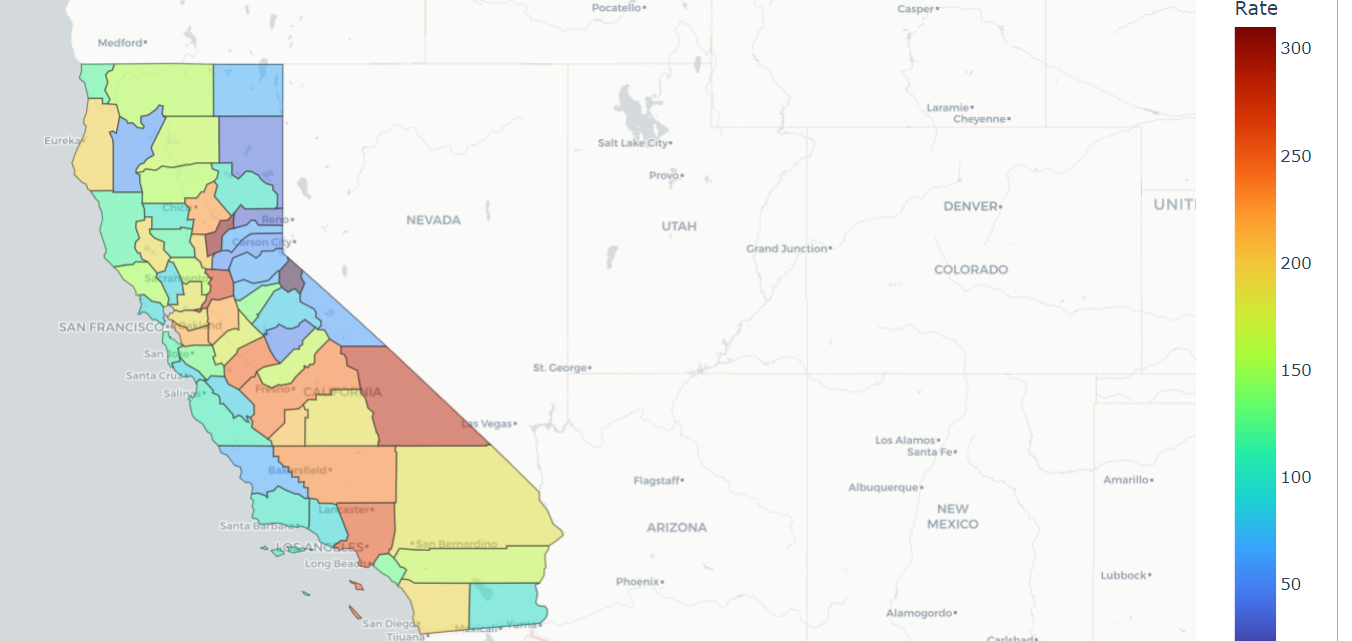 Pocatello
Casper
Rate
Medford
300
Laramie
Cheyenne
Eureka
Salt Lake City
250
Provo
Chico
Reno
NEVADA
DENVER
UNIT
UTAH
Carson City
Grand Junction
200
Sacramento
COLORADO
SAN FRANCISCO
Oakland
San Jose
150
St. George
Santa Cruz
Fresno
CALIFORNIA
Salinas
Las Vegas
Los Alamos
Santa Fe
Bakersfield
100
Flagstaff
Albuquerque
Amarillo
Lancaster
NEW
MEXICO
Santa Barbara
ARIZONA
LOS ANGELES
San Bernardino
Long Beach
Phoenix
Lubbock
50
Alamogordo
San Diego
Mexicali
Yuma
Tijuana
Carlsbad